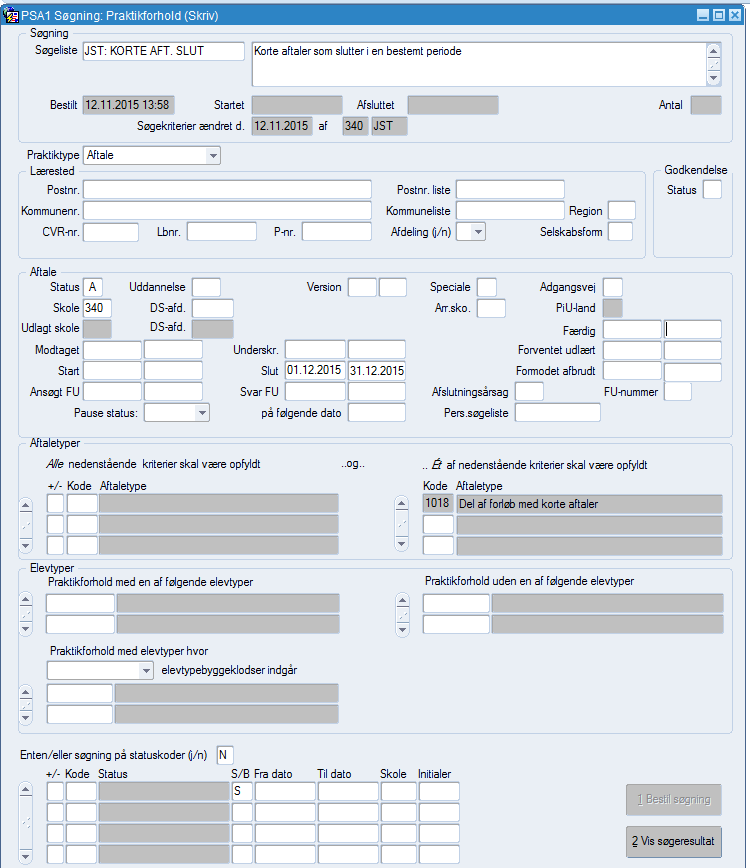 PSA1 Søgning: Praktikforhold (Skriv)
Søgning
Søgeliste JST: KORTE AFT. SLUT Korte aftaler som slutter i en bestemt periode
Bestilt 12.11.2015 13:58 Startet Afsluttet Antal
Søgekriterier ændret d. 12.11.2015 af 340 JST
Praktiktype Aftale
Lærested Godkendelse
Postnr. Postnr. liste Status
Kommunenr. Kommuneliste Region
CVR-nr. Lbnr. P-nr. Afdeling (j/n) Selskabsform
Aftale
Status A Uddannelse Version Speciale Adgangsvej
Skole 340 DS-afd. Arr.sko. PiU-land
Udlagt skole DS-afd. Færdig
Modtaget Underskr. Forventet udlært
Start Slut 01.12.2015 31.12.2015 Formodet afbrudt
Ansøgt FU Svar FU Afslutningsårsag FU-nummer
Pause status: på følgende dato Pers.søgeliste
Aftaletyper
Alle nedenstående kriterier skal være opfyldt ..og.. .. Ét af nedenstående kriterier skal være opfyldt
+/- Kode Aftaletype Kode Aftaletype
1018 Del af forløb med korte aftaler
Elevtyper
Praktikforhold med en af følgende elevtyper Praktikforhold uden en af følgende elevtyper
Praktikforhold med elevtyper hvor
elevtypebyggeklodser indgår
Enten/eller søgning på statuskoder (j/n) N
+/- Kode Status S/B Fra dato Til dato Skole Initialer
S
1 Bestil søgning
2 Vis søgeresultat